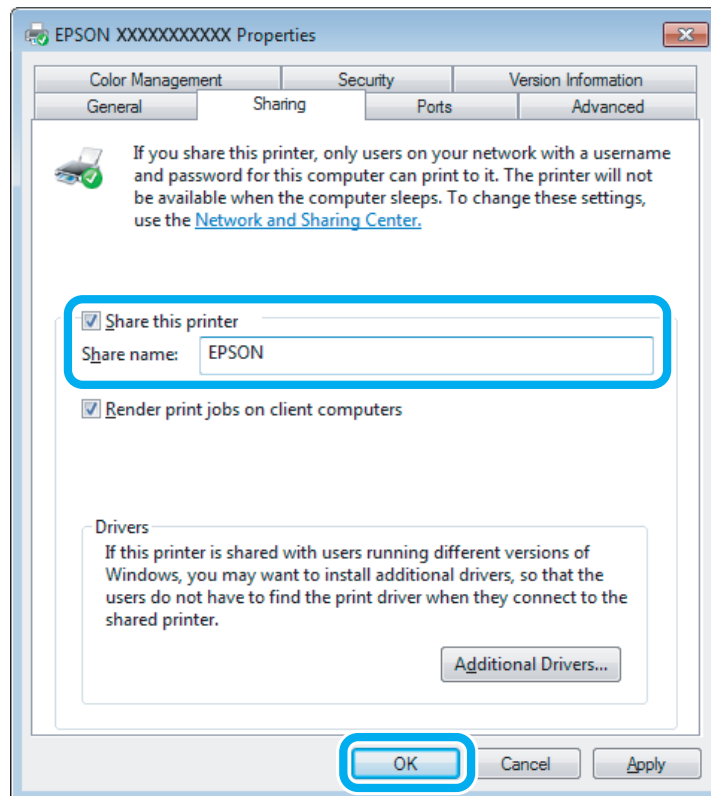 EPSON XXXXXXXXXXX Properties
Color Management Security Version Information
General Sharing Ports Advanced
If you share this printer, only users on your network with a username
and password for this computer can print to it. The printer will not
be available when the computer sleeps. To change these settings,
use the Network and Sharing Center.
Share this printer
Share name: EPSON
Render print jobs on client computers
Drivers
If this printer is shared with users running different versions of
Windows, you may want to install additional drivers, so that the
users do not have to find the print driver when they connect to the
shared printer.
Additional Drivers...
OK Cancel Apply